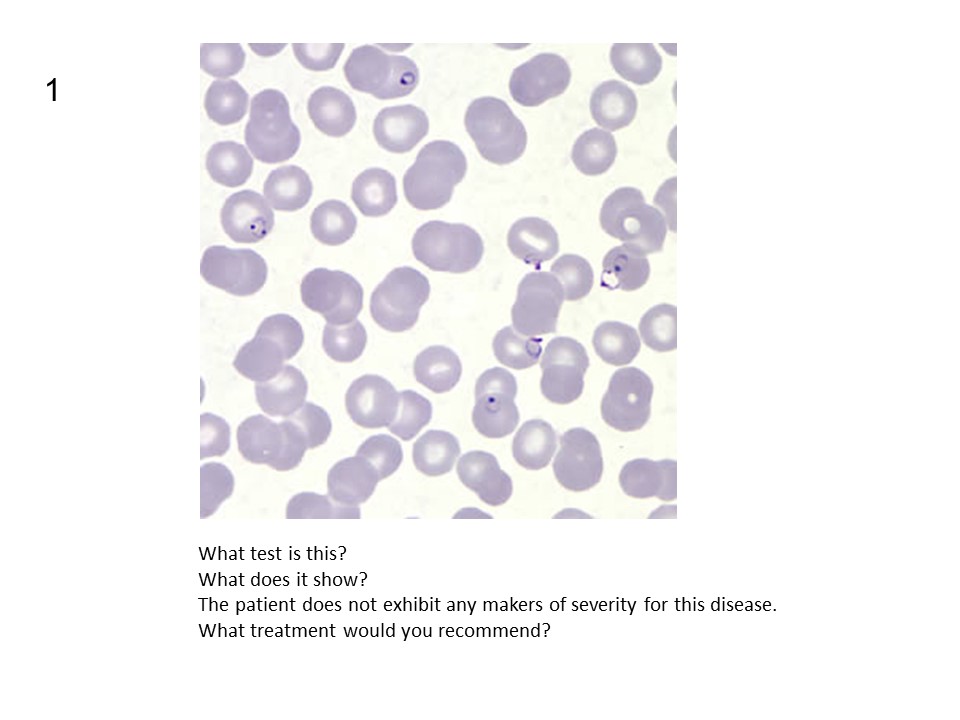 1
What test is this?
What does it show?
The patient does not exhibit any makers of severity for this disease.
What treatment would you recommend?